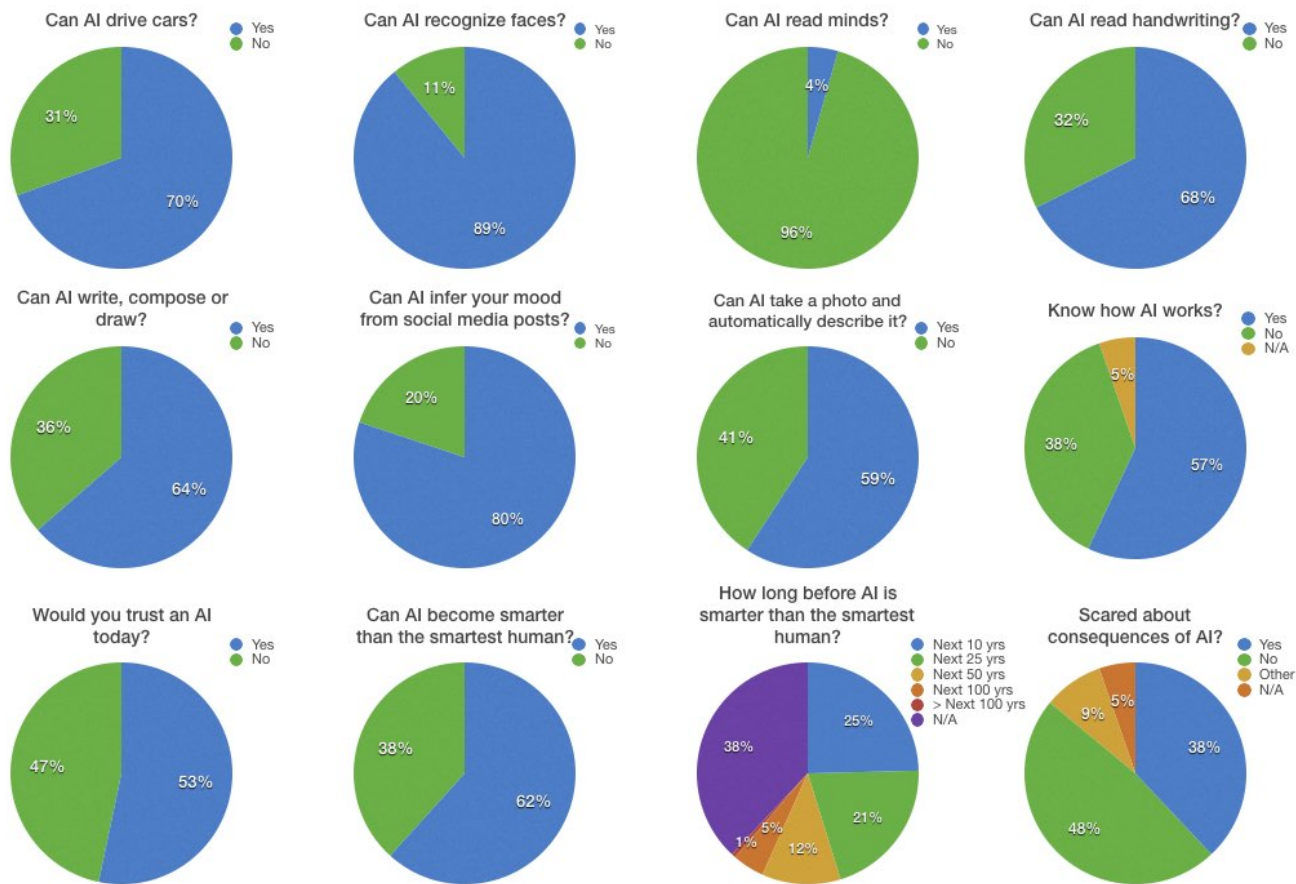 Can AI drive cars?
Yes
No
31%
70%
Can AI recognize faces?
Yes
No
11%
89%
Can AI read minds?
Yes
No
4%
96%
Can AI read handwriting?
Yes
No
32%
68%
Can AI write, compose or
draw?
Yes
No
36%
64%
Can AI infer your mood
from social media posts?
Yes
No
20%
80%
Can AI take a photo and
automatically describe it?
Yes
No
41%
59%
Know how AI works?
Yes
No
N/A
5%
38%
57%
Would you trust an AI
today?
Yes
No
47%
53%
Can AI become smarter
than the smartest human?
Yes
No
38%
62%
How long before AI is
smarter than the smartest
human?
Next 10 yrs
Next 25 yrs
Next 50 yrs
Next 100 yrs
> Next 100 yrs
N/A
25%
38%
21%
5%
1%
12%
Scared about
consequences of AI?
Yes
No
Other
N/A
5%
9%
38%
48%